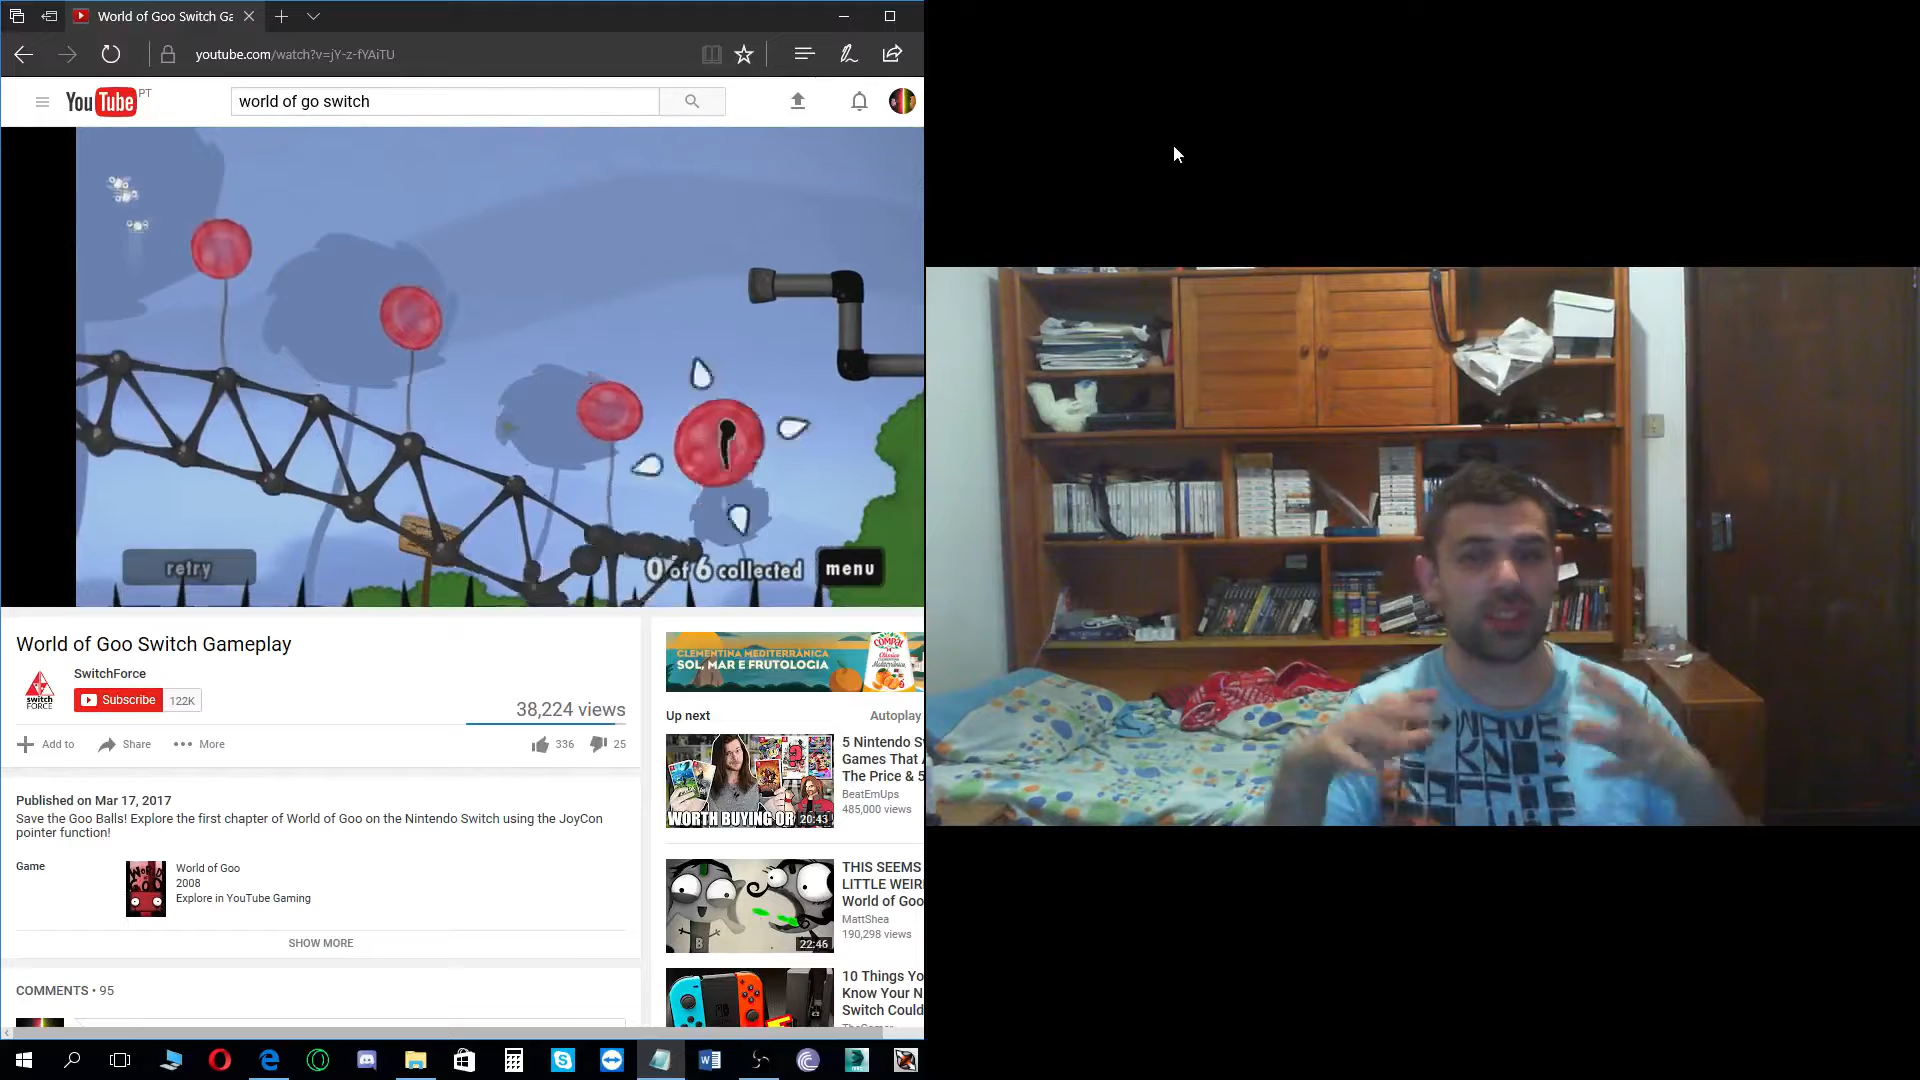 World of Goo Switch Ga
youtube.com/watch?v=jY-z-fYAiTU
YouTube PT
world of go switch
retry
0 of 6 collected
menu
World of Goo Switch Gameplay
SwitchForce
switch
FORCE
Subscribe
122K
38,224 views
Add to
Share
More
336
25
Published on Mar 17, 2017
Save the Goo Balls! Explore the first chapter of World of Goo on the Nintendo Switch using the JoyCon
pointer function!
Game
World of Goo
2008
Explore in YouTube Gaming
SHOW MORE
COMMENTS • 95
CLEMENTINA MEDITERRÂNICA
SOL, MAR E FRUTOLOGIA
COMPAL
Up next
Autoplay
WORTH BUYING OR
20:43
5 Nintendo S
Games That A
The Price & 5
BeatEmUps
485,000 views
B
22:46
THIS SEEMS
LITTLE WEIR
World of Goo
MattShea
190,298 views
10 Things Yo
Know Your N
Switch Could
TheGamer